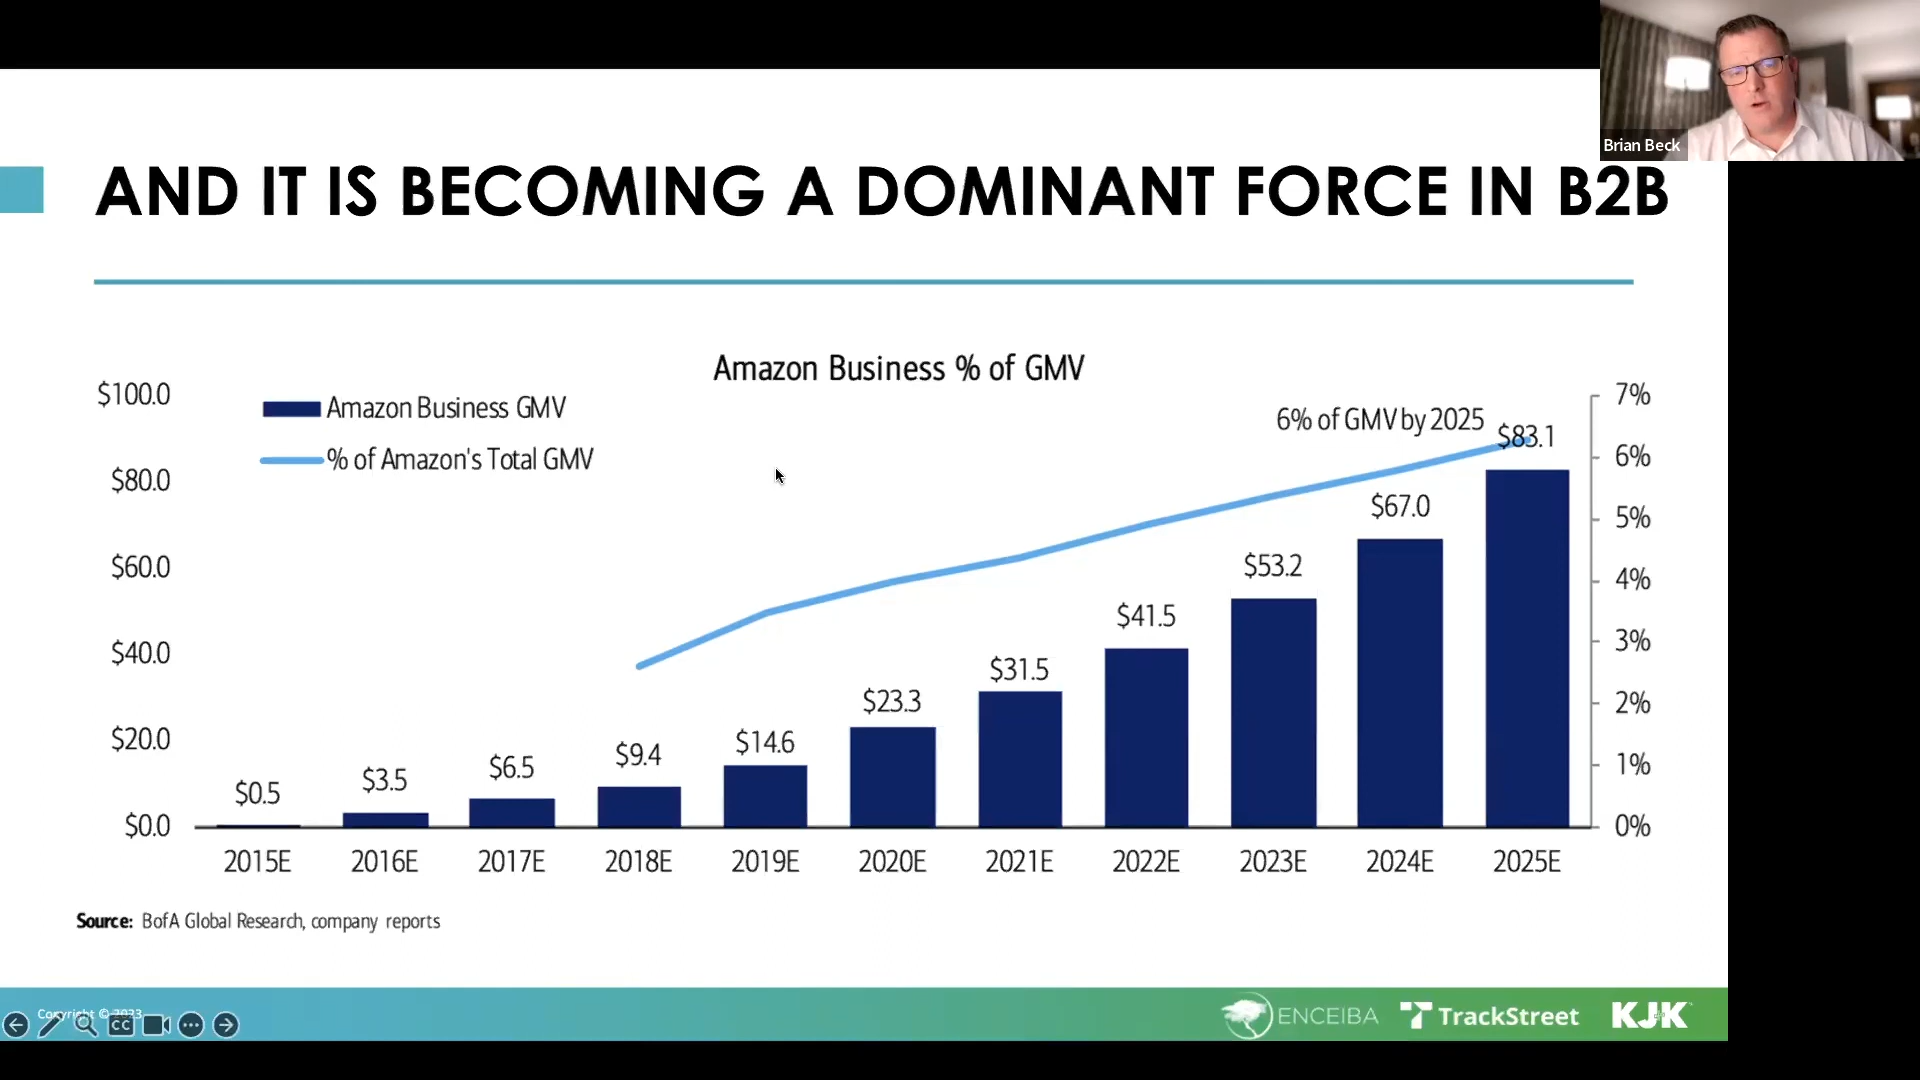 Brian Beck
AND IT IS BECOMING A DOMINANT FORCE IN B2B
Amazon Business % of GMV
Amazon Business GMV
% of Amazon's Total GMV
6% of GMV by 2025
$100.0
$80.0
$60.0
$40.0
$20.0
$0.0
7%
6%
5%
4%
3%
2%
1%
0%
$0.5
$3.5
$6.5
$9.4
$14.6
$23.3
$31.5
$41.5
$53.2
$67.0
$83.1
2015E 2016E 2017E 2018E 2019E 2020E 2021E 2022E 2023E 2024E 2025E
Source: BofA Global Research, company reports
Copyright © 2023
CC
ENCEIBA TrackStreet KJK